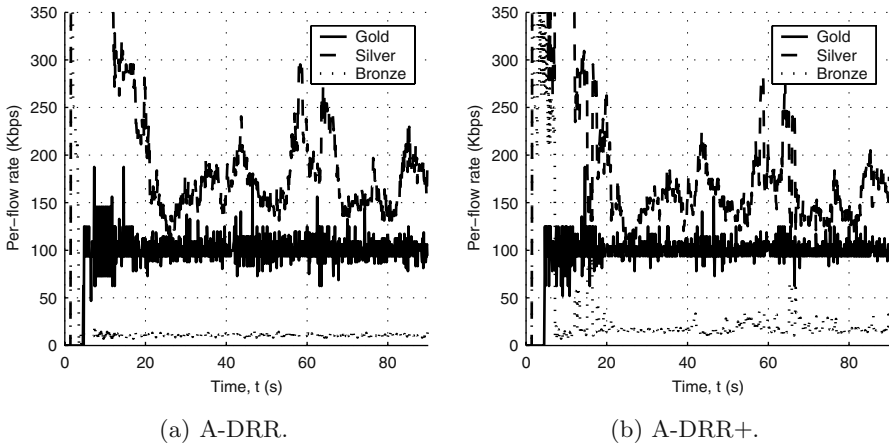 350
300
250
200
150
100
50
0
Per-flow rate (Kbps)
Gold
Silver
Bronze
0 20 40 60 80
Time, t (s)
(a) A-DRR.
350
300
250
200
150
100
50
0
Per-flow rate (Kbps)
Gold
Silver
Bronze
0 20 40 60 80
Time, t (s)
(b) A-DRR+.